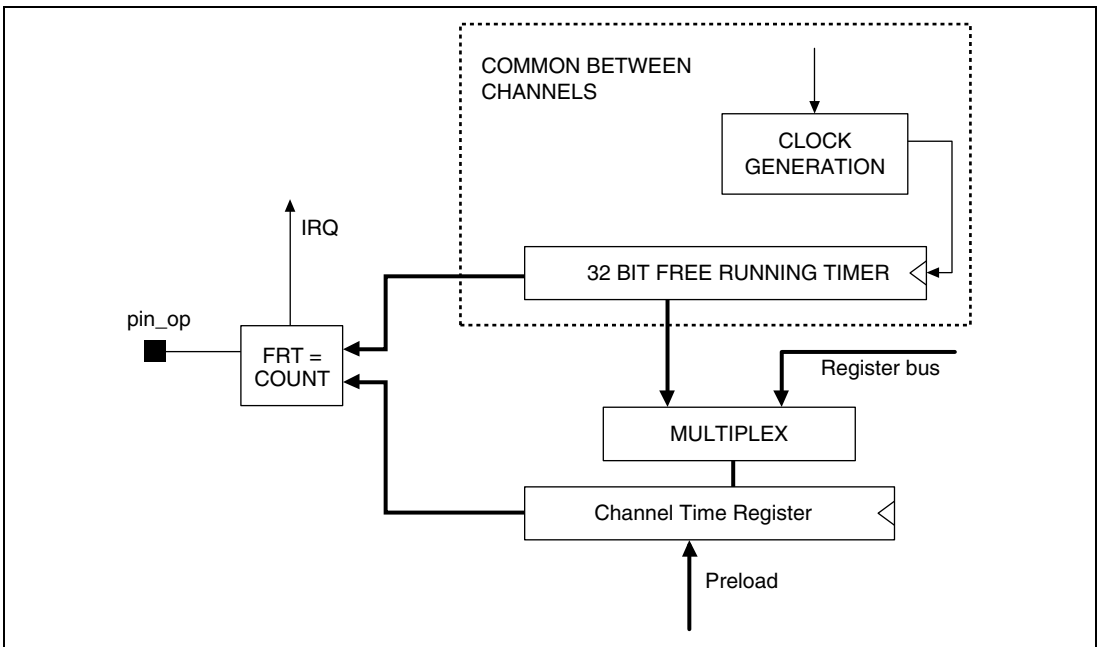 COMMON BETWEEN
CHANNELS
CLOCK
GENERATION
IRQ
32 BIT FREE RUNNING TIMER
pin_op
FRT =
COUNT
Register bus
MULTIPLEX
Channel Time Register
Preload